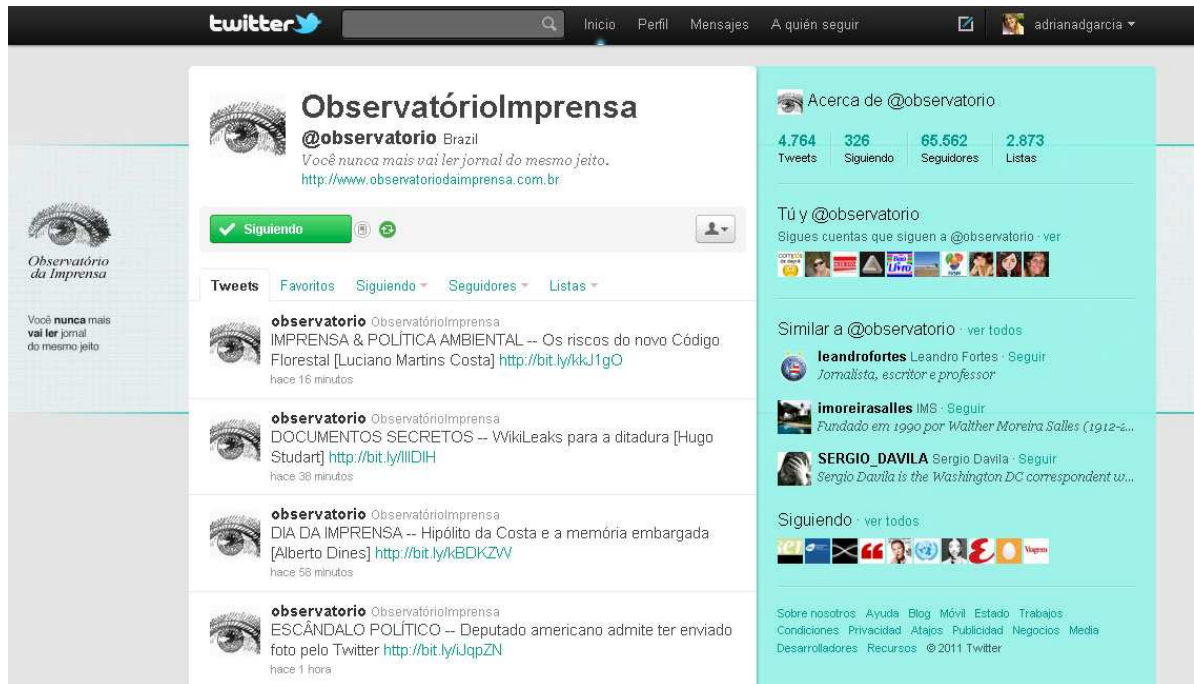 twitter
Inicio Perfil Mensajes A quién seguir adrianadgarcia
Observatório
da Imprensa
Você nunca mais
vai ler jornal
do mesmo jeito
ObservatórioImprensa
@observatorio Brazil
Você nunca mais vai ler jornal do mesmo jeito.
http://www.observatoriodaimprensa.com.br
Siguiendo
Tweets Favoritos Siguiendo Seguidores Listas
observatorio ObservatórioImprensa
IMPRENSA & POLÍTICA AMBIENTAL -- Os riscos do novo Código
Florestal [Luciano Martins Costa] http://bit.ly/kkJ1gO
hace 16 minutos
observatorio ObservatórioImprensa
DOCUMENTOS SECRETOS -- WikiLeaks para a ditadura [Hugo
Studart]
hace 38 minutos
observatorio ObservatórioImprensa
DIA DA IMPRENSA -- Hipólito da Costa e a memória embargada
[Alberto Dines] http://bit.ly/kBDKZW
hace 58 minutos
observatorio ObservatórioImprensa
ESCÂNDALO POLÍTICO -- Deputado americano admite ter enviado
foto pelo Twitter http://bit.ly/iJqpZN
hace 1 hora
Acerca de @observatorio
4.764 326 65.562 2.873
Tweets Siguiendo Seguidores Listas
Tú y @observatorio
Sigues cuentas que siguen a @observatorio · ver
Similar a @observatorio · ver todos
leandrofortes Leandro Fortes · Seguir
Jornalista, escritor e professor
imoreirasalles IMS · Seguir
Fundado em 1990 por Walther Moreira Salles (1912-2...
SERGIO_DAVILA Sergio Davila · Seguir
Sergio Davila is the Washington DC correspondent w...
Siguiendo · ver todos
Viagem
Sobre nosotros Ayuda Blog Móvil Estado Trabajos
Condiciones Privacidad Atajos Publicidad Negocios Media
Desarrolladores Recursos © 2011 Twitter